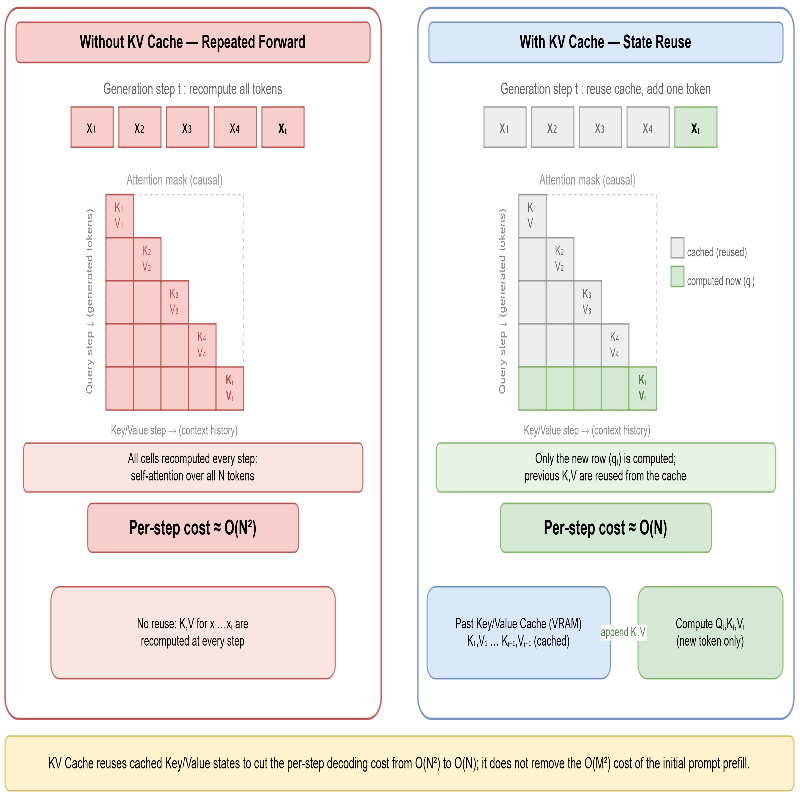 Without KV Cache — Repeated Forward
Generation step t : recompute all tokens
x₁ x₂ x₃ x₄ xₜ
Attention mask (causal)
Query step ↓ (generated tokens)
K₁
V₁
K₂
V₂
K₃
V₃
K₄
V₄
Kₜ
Vₜ
Key/Value step → (context history)
All cells recomputed every step:
self-attention over all N tokens
Per-step cost ≈ O(N²)
No reuse: K,V for x …xₜ are
recomputed at every step
With KV Cache — State Reuse
Generation step t : reuse cache, add one token
x₁ x₂ x₃ x₄ xₜ
Attention mask (causal)
Query step ↓ (generated tokens)
K₁
V₁
K₂
V₂
K₃
V₃
K₄
V₄
Kₜ
Vₜ
cached (reused)
computed now (qₜ)
Key/Value step → (context history)
Only the new row (qₜ) is computed;
previous K,V are reused from the cache
Per-step cost ≈ O(N)
Past Key/Value Cache (VRAM)
K₁,V₁ … Kₜ₋₁,Vₜ₋₁ (cached)
append K,V
Compute Qₜ,Kₜ,Vₜ
(new token only)
KV Cache reuses cached Key/Value states to cut the per-step decoding cost from O(N²) to O(N); it does not remove the O(M²) cost of the initial prompt prefill.